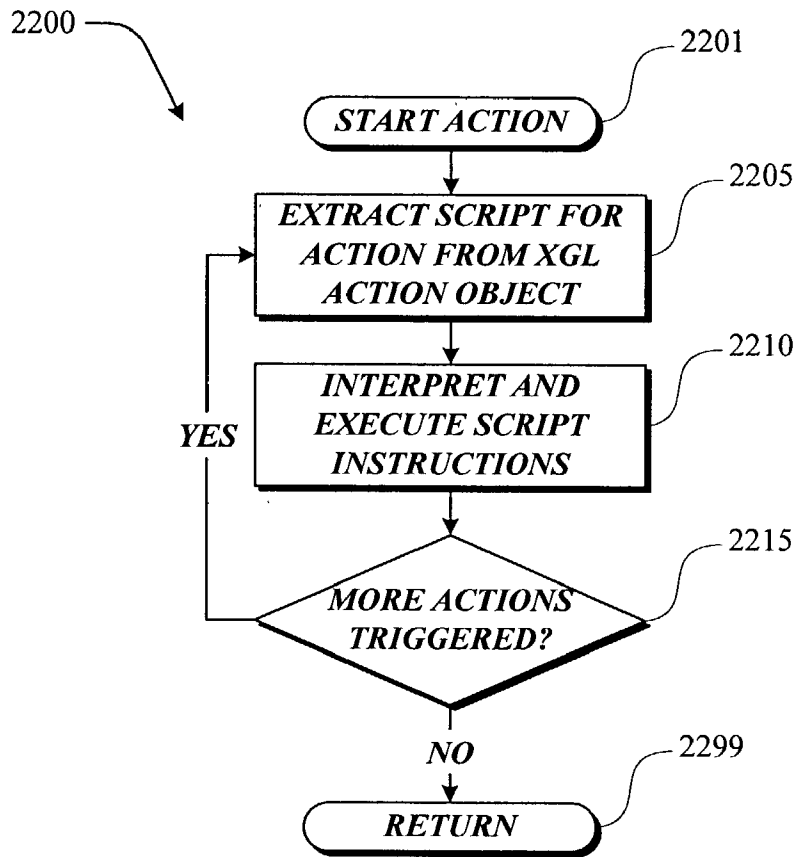 2200
2201
START ACTION
2205
EXTRACT SCRIPT FOR
ACTION FROM XGL
ACTION OBJECT
2210
INTERPRET AND
EXECUTE SCRIPT
INSTRUCTIONS
YES
2215
MORE ACTIONS
TRIGGERED?
NO
2299
RETURN